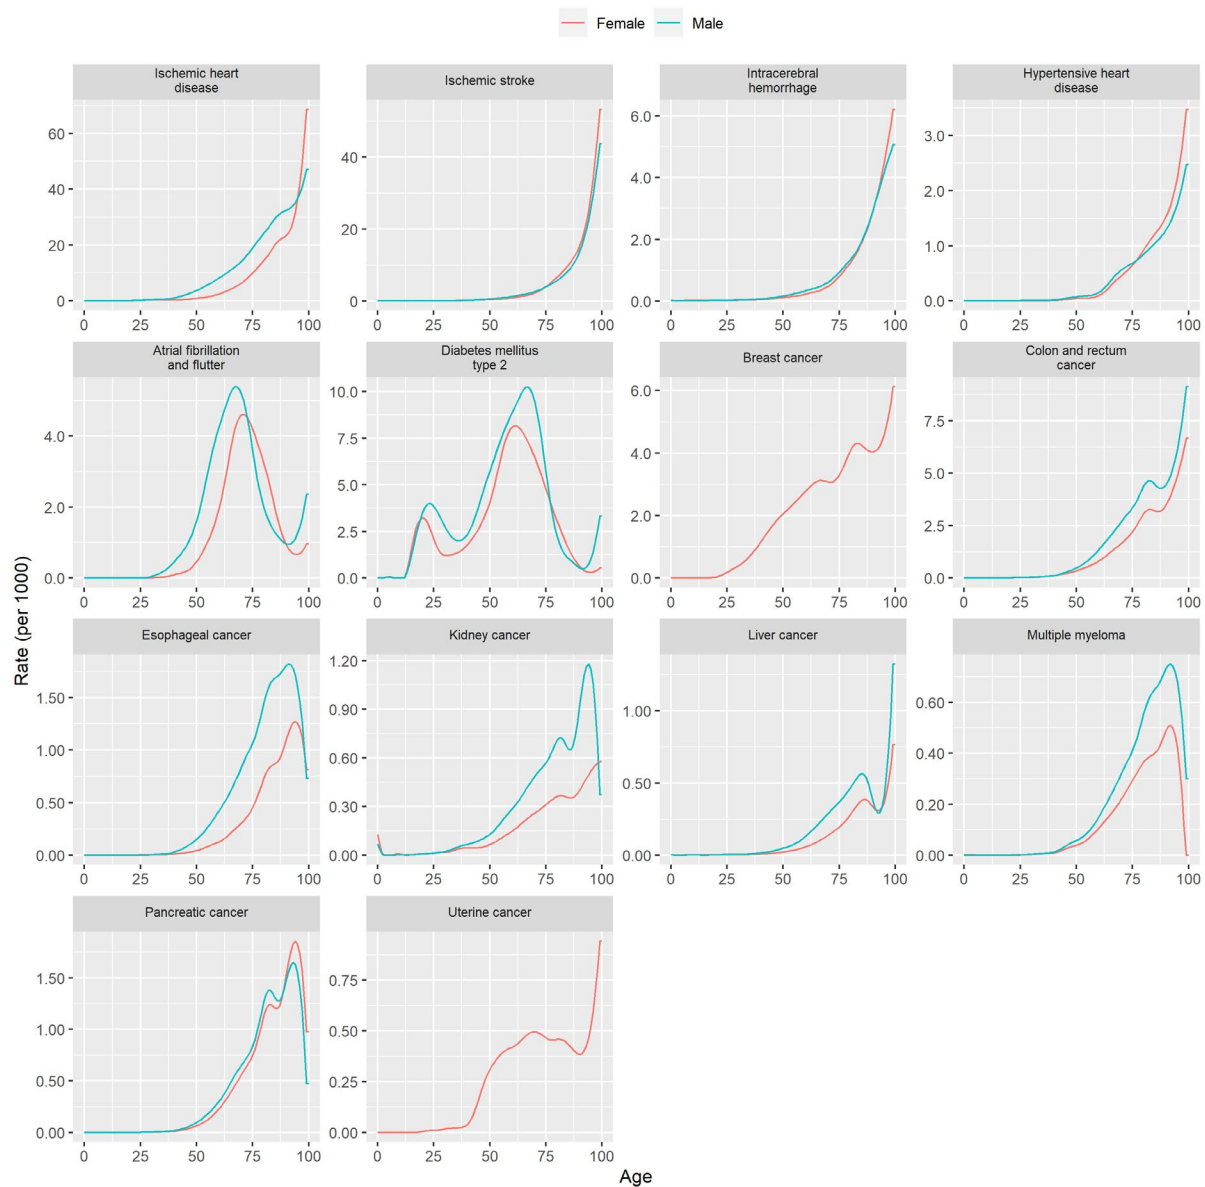 Female Male
Ischemic heart
disease
Ischemic stroke
Intracerebral
hemorrhage
Hypertensive heart
disease
60
40
20
0
0 25 50 75 100
40
20
0
0 25 50 75 100
6.0
4.0
2.0
0.0
0 25 50 75 100
3.0
2.0
1.0
0.0
0 25 50 75 100
Atrial fibrillation
and flutter
Diabetes mellitus
type 2
Breast cancer
Colon and rectum
cancer
4.0
2.0
0.0
0 25 50 75 100
10.0
7.5
5.0
2.5
0.0
0 25 50 75 100
6.0
4.0
2.0
0.0
0 25 50 75 100
7.5
5.0
2.5
0.0
0 25 50 75 100
Rate (per 1000)
Esophageal cancer
Kidney cancer
Liver cancer
Multiple myeloma
1.50
1.00
0.50
0.00
0 25 50 75 100
1.20
0.90
0.60
0.30
0.00
0 25 50 75 100
1.00
0.50
0.00
0 25 50 75 100
0.60
0.40
0.20
0.00
0 25 50 75 100
Pancreatic cancer
Uterine cancer
1.50
1.00
0.50
0.00
0 25 50 75 100
0.75
0.50
0.25
0.00
0 25 50 75 100
Age